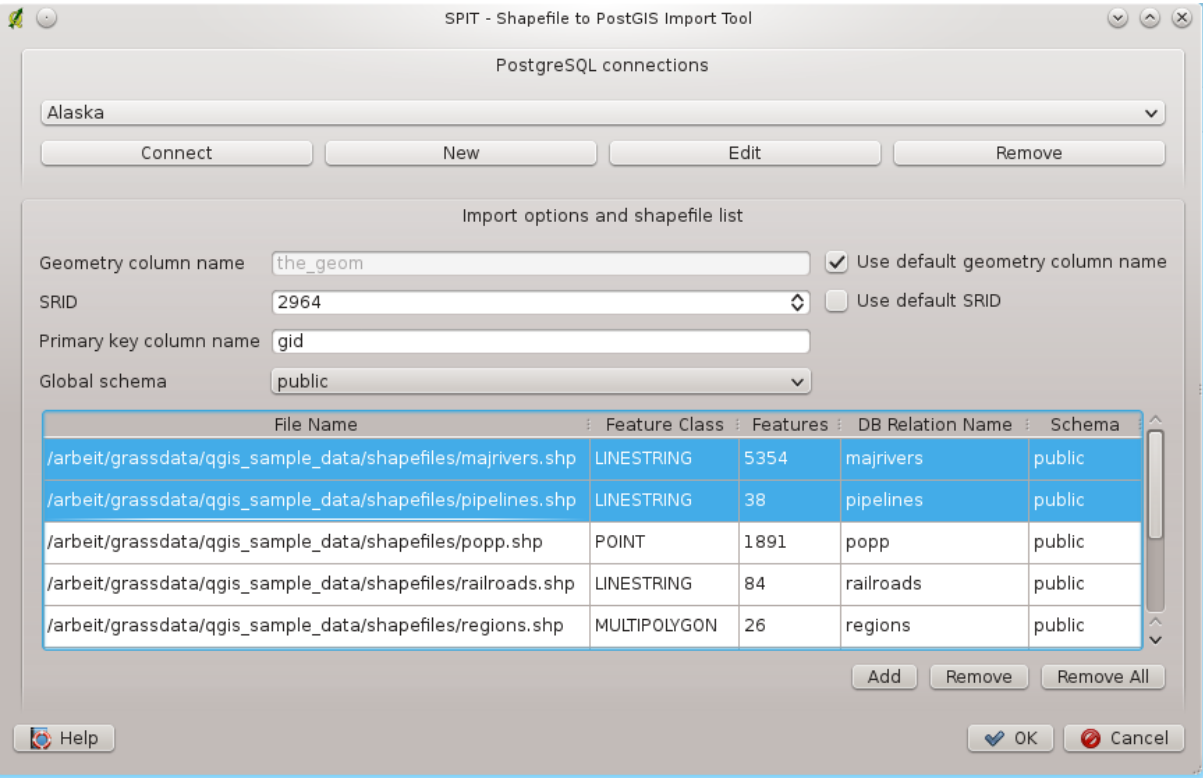 SPIT - Shapefile to PostGIS Import Tool
PostgreSQL connections
Alaska
Connect New Edit Remove
Import options and shapefile list
Geometry column name the_geom Use default geometry column name
SRID 2964 Use default SRID
Primary key column name gid
Global schema public
File Name Feature Class Features DB Relation Name Schema
/arbeit/grassdata/qgis_sample_data/shapefiles/majrivers.shp LINESTRING 5354 majrivers public
/arbeit/grassdata/qgis_sample_data/shapefiles/pipelines.shp LINESTRING 38 pipelines public
/arbeit/grassdata/qgis_sample_data/shapefiles/popp.shp POINT 1891 popp public
/arbeit/grassdata/qgis_sample_data/shapefiles/railroads.shp LINESTRING 84 railroads public
/arbeit/grassdata/qgis_sample_data/shapefiles/regions.shp MULTIPOLYGON 26 regions public
Add Remove Remove All
Help OK Cancel